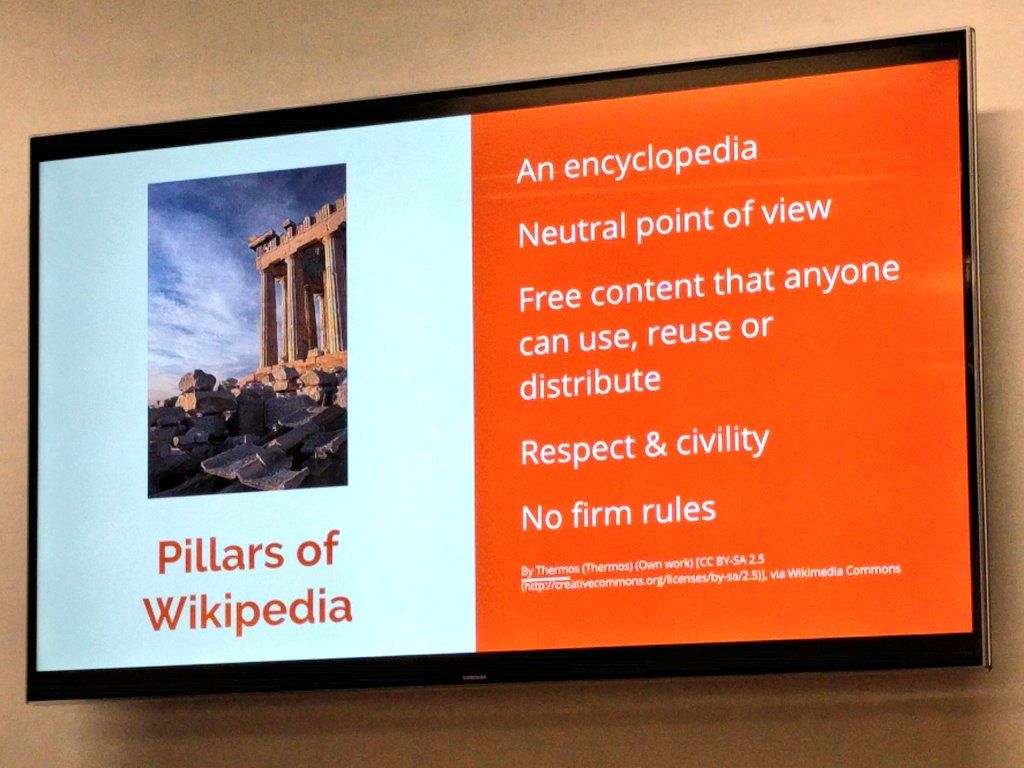 Pillars of
Wikipedia
An encyclopedia
Neutral point of view
Free content that anyone
can use, reuse or
distribute
Respect & civility
No firm rules
By Thermos (Thermos) (Own work) [CC BY-SA 2.5
(http://creativecommons.org/licenses/by-sa/2.5)], via Wikimedia Commons
SAMSUNG